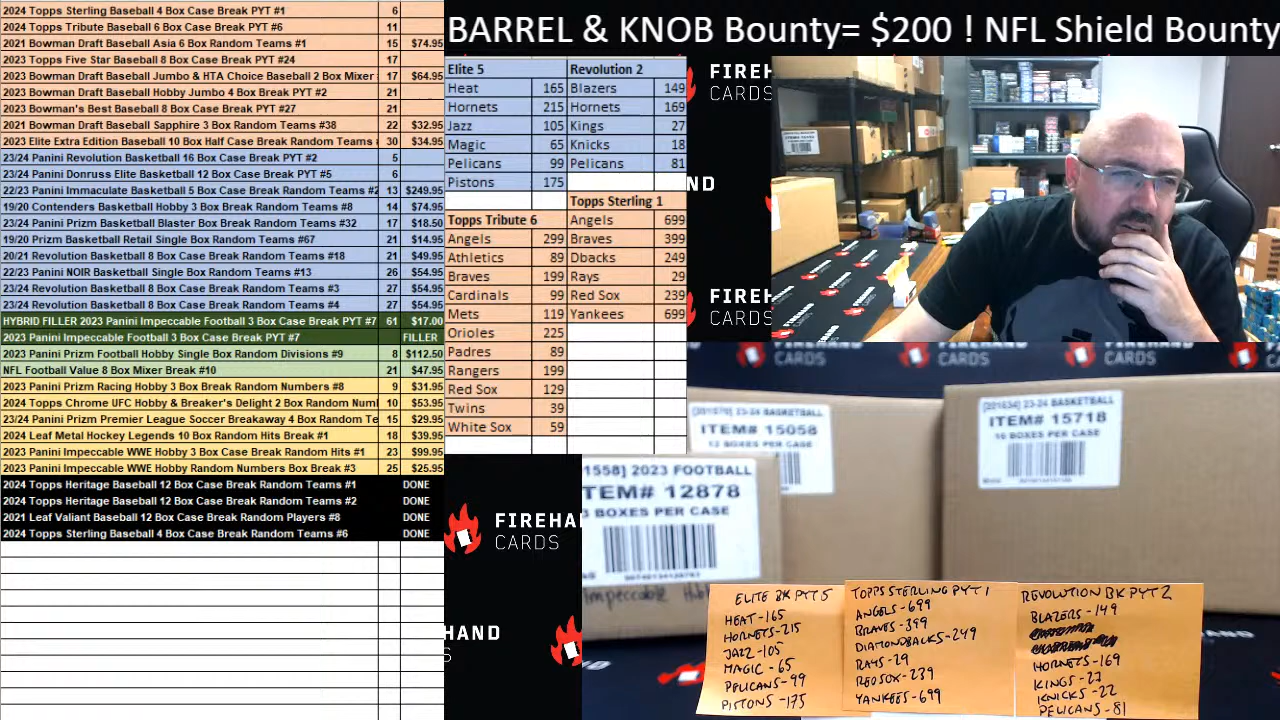 2024 Topps Sterling Baseball 4 Box Case Break PYT #1 6
2024 Topps Tribute Baseball 6 Box Case Break PYT #6 11
2021 Bowman Draft Baseball Asia 6 Box Random Teams #1 15 $74.95
2023 Topps Five Star Baseball 8 Box Case Break PYT #24 17
2023 Bowman Draft Baseball Jumbo & HTA Choice Baseball 2 Box Mixer 17 $64.95
2023 Bowman Draft Baseball Hobby Jumbo 4 Box Break PYT #2 21
2023 Bowman's Best Baseball 8 Box Case Break PYT #27 21
2021 Bowman Draft Baseball Sapphire 3 Box Random Teams #38 22 $32.95
2023 Elite Extra Edition Baseball 10 Box Half Case Break Random Teams 30 $34.95
23/24 Panini Revolution Basketball 16 Box Case Break PYT #2 5
23/24 Panini Donruss Elite Basketball 12 Box Case Break PYT #5 6
22/23 Panini Immaculate Basketball 5 Box Case Break Random Teams #2 13 $249.95
19/20 Contenders Basketball Hobby 3 Box Random Teams #8 14 $74.95
23/24 Panini Prizm Basketball Blaster Box Random Teams #32 17 $18.50
19/20 Prizm Basketball Retail Single Box Random Teams #67 21 $14.95
20/21 Revolution Basketball 8 Box Random Teams #18 21 $49.95
22/23 Panini NOIR Basketball Single Box Random Teams #13 26 $54.95
23/24 Revolution Basketball 8 Box Random Teams #3 27 $54.95
23/24 Revolution Basketball 8 Box Random Teams #4 27 $54.95
HYBRID FILLER 2023 Panini Impeccable Football 3 Box Case Break PYT #7 61 $17.00
2023 Panini Impeccable Football 3 Box Case Break PYT #7 FILLER
2023 Panini Prizm Football Hobby Single Box Random Divisions #9 8 $112.50
NFL Football Value 8 Box Mixer Break #10 21 $47.95
2023 Panini Prizm Racing Hobby 3 Box Break Random Numbers #8 9 $31.95
2024 Topps Chrome UFC Hobby & Breaker's Delight 2 Box Random Num 10 $53.95
23/24 Panini Prizm Premier League Soccer Breakaway 4 Box Random Te 15 $29.95
2024 Leaf Metal Hockey Legends 10 Box Random Hits Break #1 18 $39.95
2023 Panini Impeccable WWE Hobby 3 Box Case Break Random Hits #1 23 $99.95
2023 Panini Impeccable WWE Hobby Random Numbers Box Break #3 25 $25.95
2024 Topps Heritage Baseball 12 Box Case Break Random Teams #1 DONE
2024 Topps Heritage Baseball 12 Box Case Break Random Teams #2 DONE
2021 Leaf Valiant Baseball 12 Box Case Break Random Players #8 DONE
2024 Topps Sterling Baseball 4 Box Case Break Random Teams #6 DONE
BARREL & KNOB Bounty= $200 ! NFL Shield Bounty
Elite 5
Heat 165
Hornets 215
Jazz 105
Magic 65
Pelicans 99
Pistons 175
Topps Tribute 6
Angels 299
Athletics 89
Braves 199
Cardinals 99
Mets 119
Orioles 225
Padres 89
Rangers 199
Red Sox 129
Twins 39
White Sox 59
Revolution 2
Blazers 149
Hornets 169
Kings 27
Knicks 18
Pelicans 81
Topps Sterling 1
Angels 699
Braves 399
Dbacks 249
Rays 29
Red Sox 239
Yankees 699
FIREHA
CARDS
ND
FIREHA
CARDS
CARDS
CARDS
FIREHA
CARDS
HAND
S
1558] 2023 FOOTBALL
TEM# 12878
3 BOXES PER CASE
Impeccable
23-24 BASKETBALL
ITEM# 15058
12 BOXES PER CASE
23-24 BASKETBALL
ITEM# 15718
16 BOXES PER CASE
ELITE BK PYT 5
HEAT-165
HORNETS-215
JAZZ-105
MAGIC-65
PELICANS-99
PISTONS-175
TOPPS STERLING PYT 1
ANGELS-699
BRAVES-399
DIAMONDBACKS-249
RAYS-29
REDSOX-239
YANKEES-699
REVOLUTION BK PYT 2
BLAZERS-149
HORNETS-169
KINGS-27
KNICKS-22
PELICANS-81